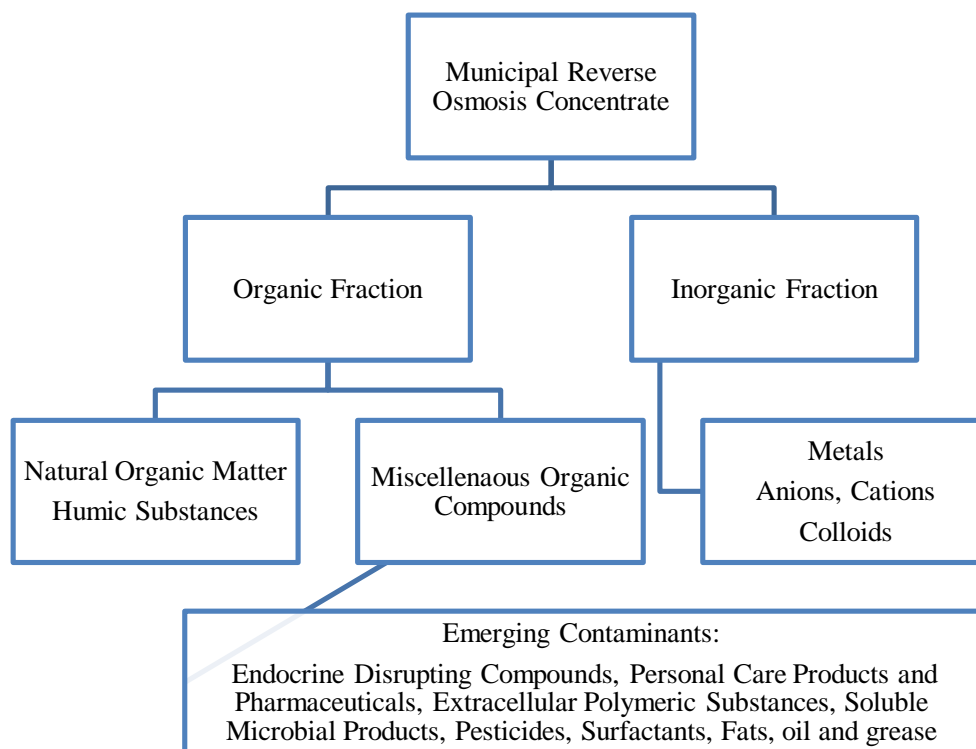 Municipal Reverse
Osmosis Concentrate
Organic Fraction
Inorganic Fraction
Natural Organic Matter
Humic Substances
Miscellenaous Organic
Compounds
Metals
Anions, Cations
Colloids
Emerging Contaminants:
Endocrine Disrupting Compounds, Personal Care Products and
Pharmaceuticals, Extracellular Polymeric Substances, Soluble
Microbial Products, Pesticides, Surfactants, Fats, oil and grease